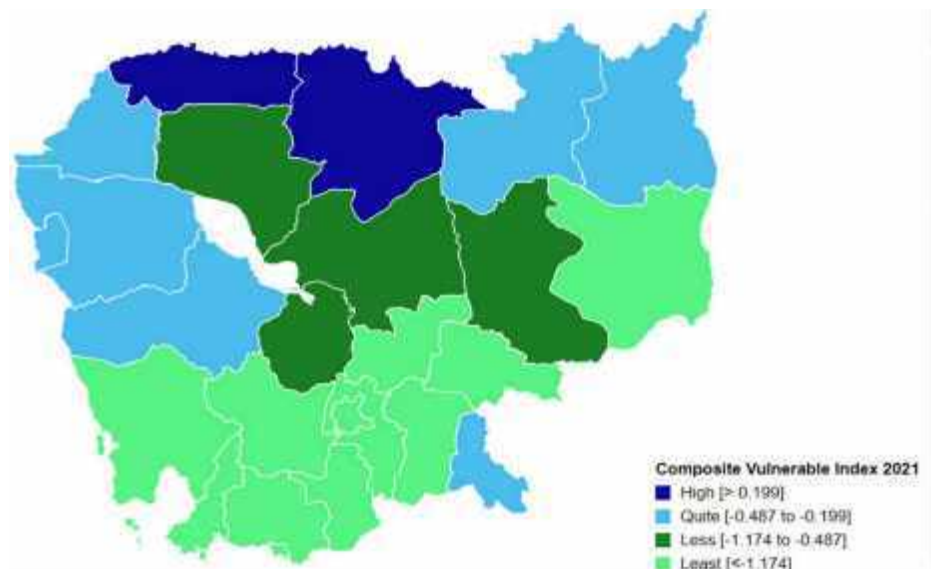 Composite Vulnerable Index 2021
High [> 0.199]
Quite [-0.487 to -0.199]
Less [-1.174 to -0.487]
Least [<-1.174]